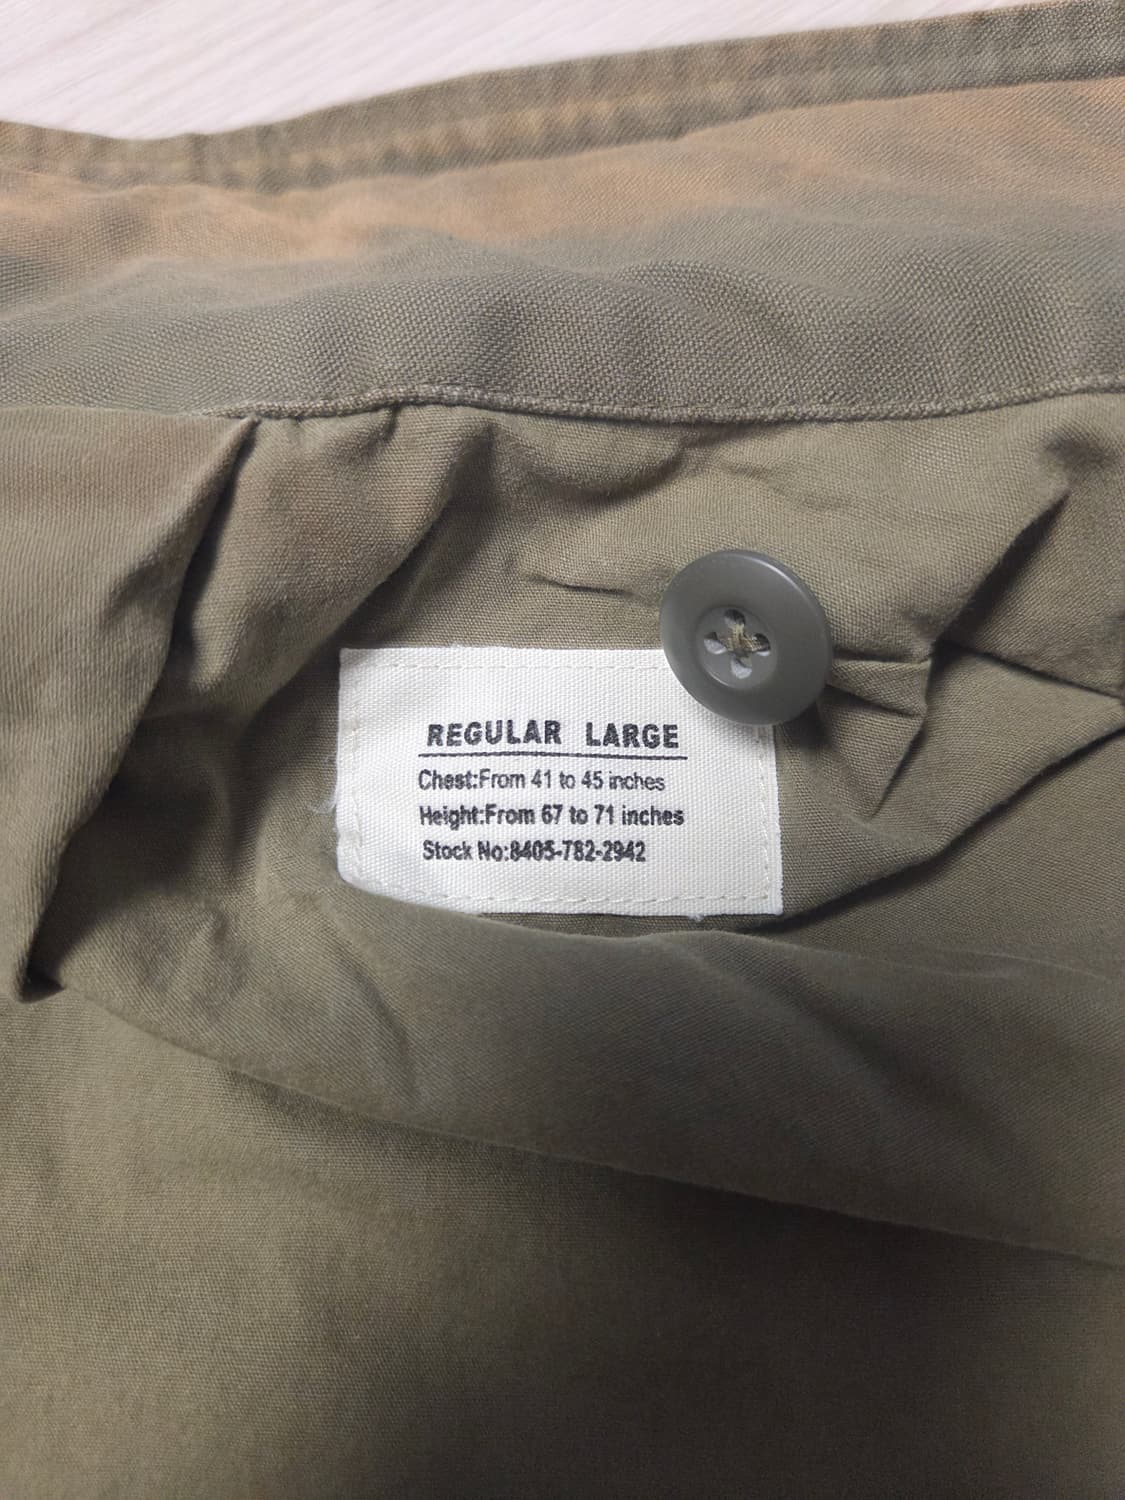 REGULAR LARGE
Chest:From 41 to 45 inches
Height:From 67 to 71 inches
Stock No:8405-782-2942